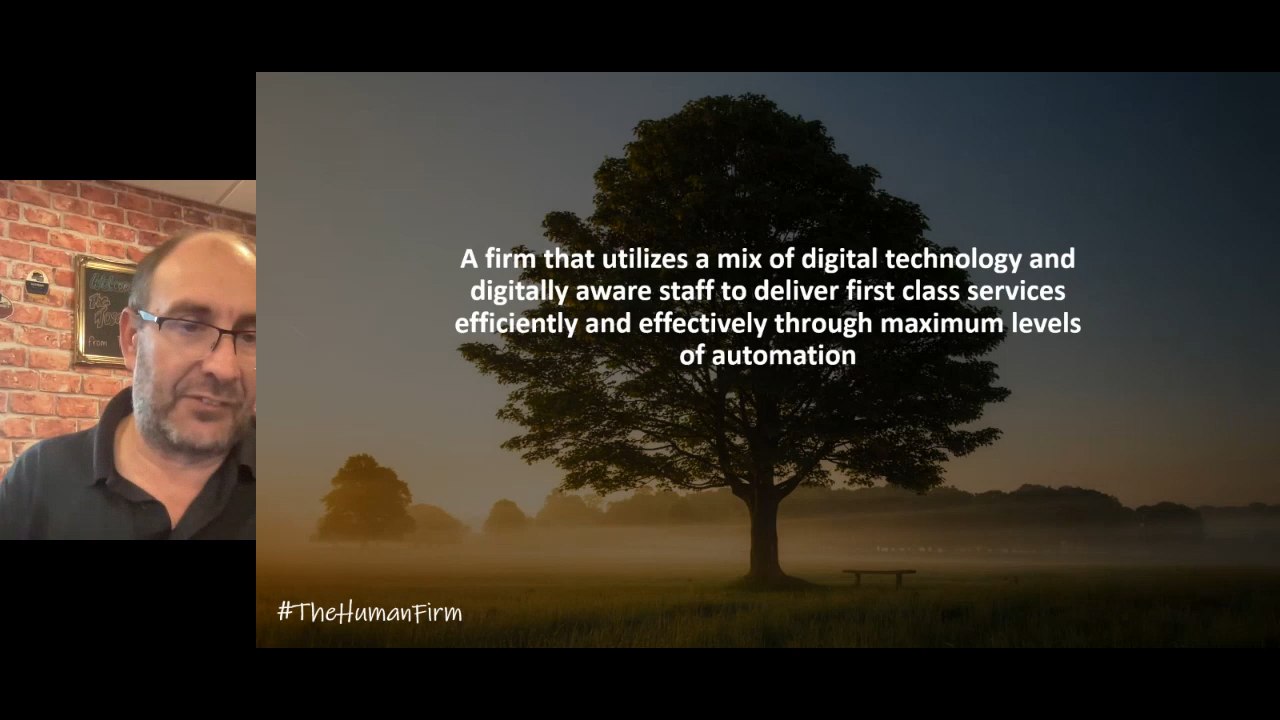 A firm that utilizes a mix of digital technology and
digitally aware staff to deliver first class services
efficiently and effectively through maximum levels
of automation
#TheHumanFirm
from